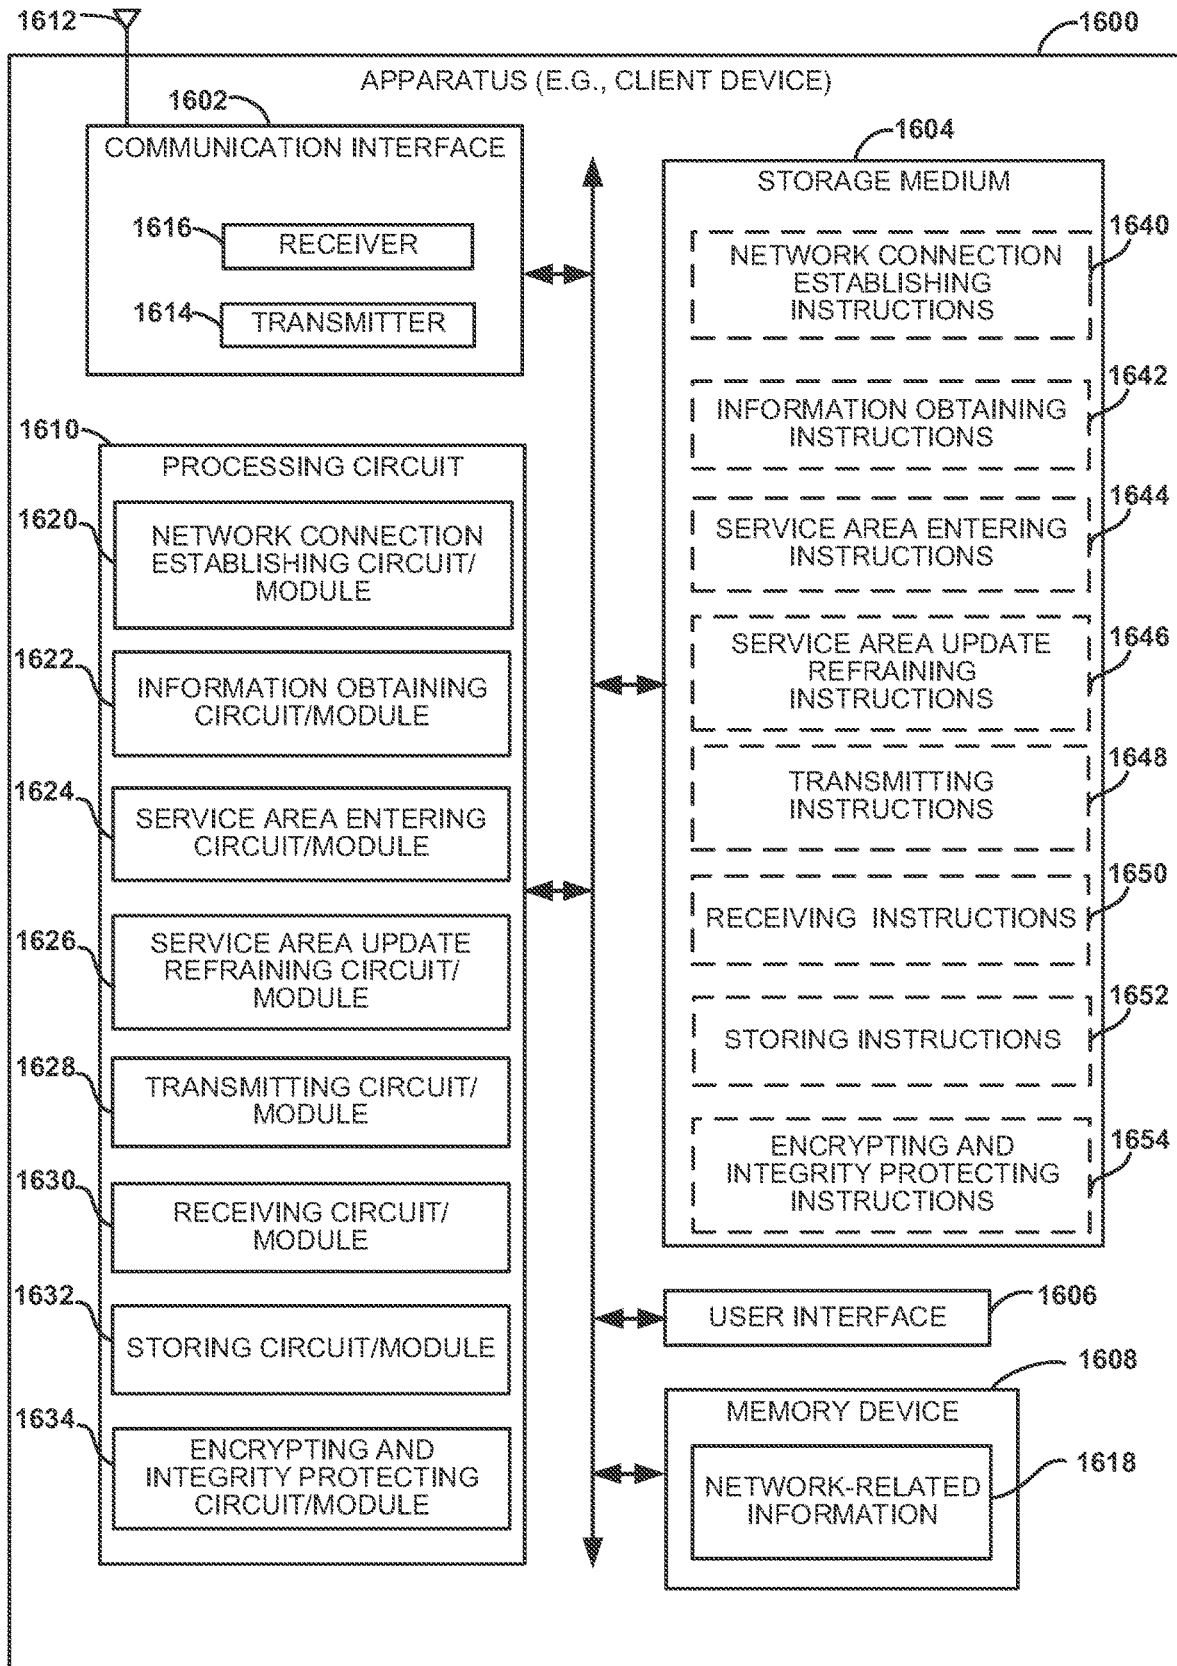 1612
1600
APPARATUS (E.G., CLIENT DEVICE)
1602
COMMUNICATION INTERFACE
1616
RECEIVER
1614
TRANSMITTER
1610
PROCESSING CIRCUIT
1620
NETWORK CONNECTION
ESTABLISHING CIRCUIT/
MODULE
1622
INFORMATION OBTAINING
CIRCUIT/MODULE
1624
SERVICE AREA ENTERING
CIRCUIT/MODULE
1626
SERVICE AREA UPDATE
REFRAINING CIRCUIT/
MODULE
1628
TRANSMITTING CIRCUIT/
MODULE
1630
RECEIVING CIRCUIT/
MODULE
1632
STORING CIRCUIT/MODULE
1634
ENCRYPTING AND
INTEGRITY PROTECTING
CIRCUIT/MODULE
1604
STORAGE MEDIUM
1640
NETWORK CONNECTION
ESTABLISHING
INSTRUCTIONS
1642
INFORMATION OBTAINING
INSTRUCTIONS
1644
SERVICE AREA ENTERING
INSTRUCTIONS
1646
SERVICE AREA UPDATE
REFRAINING
INSTRUCTIONS
1648
TRANSMITTING
INSTRUCTIONS
1650
RECEIVING INSTRUCTIONS
1652
STORING INSTRUCTIONS
1654
ENCRYPTING AND
INTEGRITY PROTECTING
INSTRUCTIONS
1606
USER INTERFACE
1608
MEMORY DEVICE
1618
NETWORK-RELATED
INFORMATION